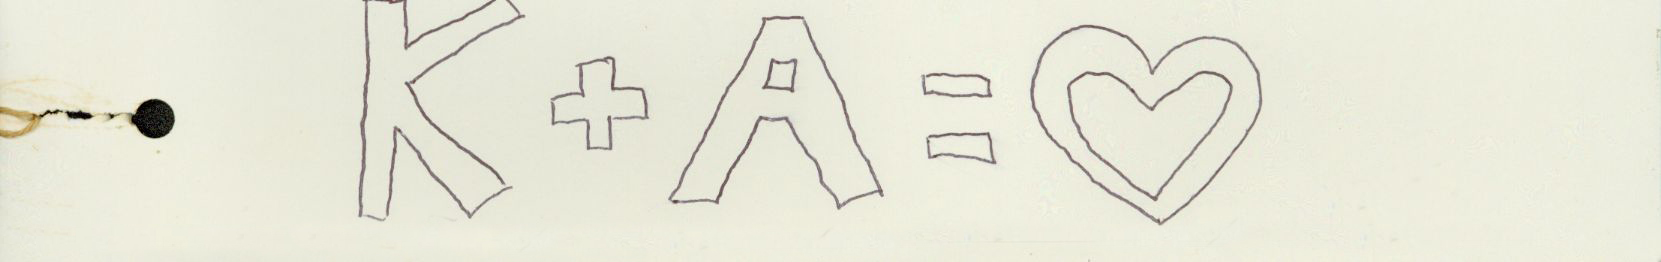 K + A = ♡